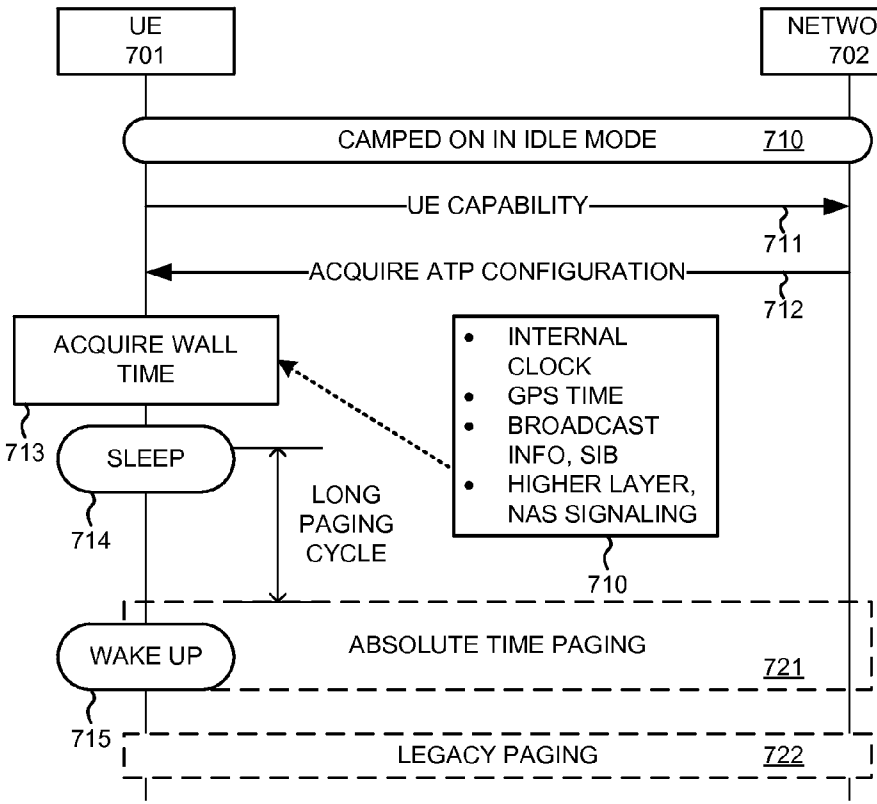 UE
701
NETWO
702
CAMPED ON IN IDLE MODE 710
UE CAPABILITY
711
ACQUIRE ATP CONFIGURATION
712
ACQUIRE WALL
TIME
713
• INTERNAL
CLOCK
• GPS TIME
• BROADCAST
INFO, SIB
• HIGHER LAYER,
NAS SIGNALING
710
SLEEP
714
LONG
PAGING
CYCLE
ABSOLUTE TIME PAGING
721
WAKE UP
715
LEGACY PAGING 722